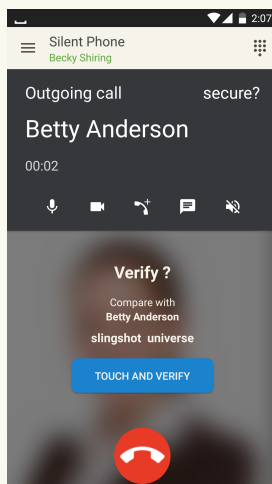 2:07
Silent Phone
Becky Shiring
Outgoing call secure?
Betty Anderson
00:02
Verify ?
Compare with
Betty Anderson
slingshot universe
TOUCH AND VERIFY